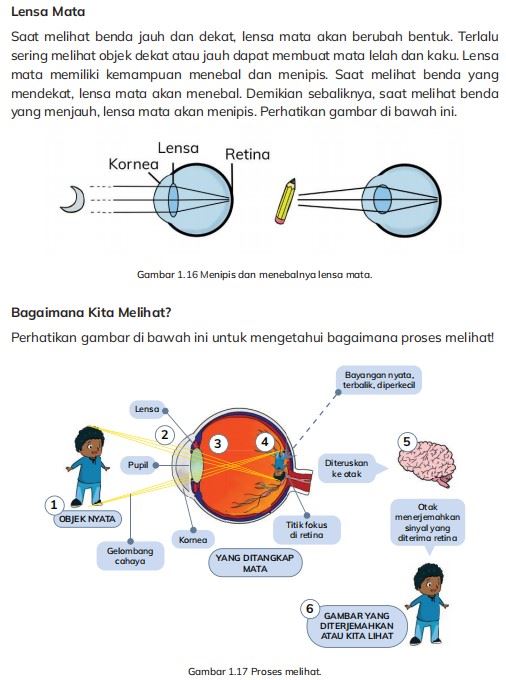 Lensa Mata
Saat melihat benda jauh dan dekat, lensa mata akan berubah bentuk. Terlalu
sering melihat objek dekat atau jauh dapat membuat mata lelah dan kaku. Lensa
mata memiliki kemampuan menebal dan menipis. Saat melihat benda yang
mendekat, lensa mata akan menebal. Demikian sebaliknya, saat melihat benda
yang menjauh, lensa mata akan menipis. Perhatikan gambar di bawah ini.
Lensa
Kornea
Retina
Gambar 1.16 Menipis dan menebalnya lensa mata.
Bagaimana Kita Melihat?
Perhatikan gambar di bawah ini untuk mengetahui bagaimana proses melihat!
Bayangan nyata,
terbalik, diperkecil
Lensa
2
3
4
5
Pupil
Diteruskan
ke otak
1
OBJEK NYATA
Otak
menerjemahkan
sinyal yang
diterima retina
Gelombang
cahaya
Kornea
Titik fokus
di retina
YANG DITANGKAP
MATA
6
GAMBAR YANG
DITERJEMAHKAN
ATAU KITA LIHAT
Gambar 1.17 Proses melihat.